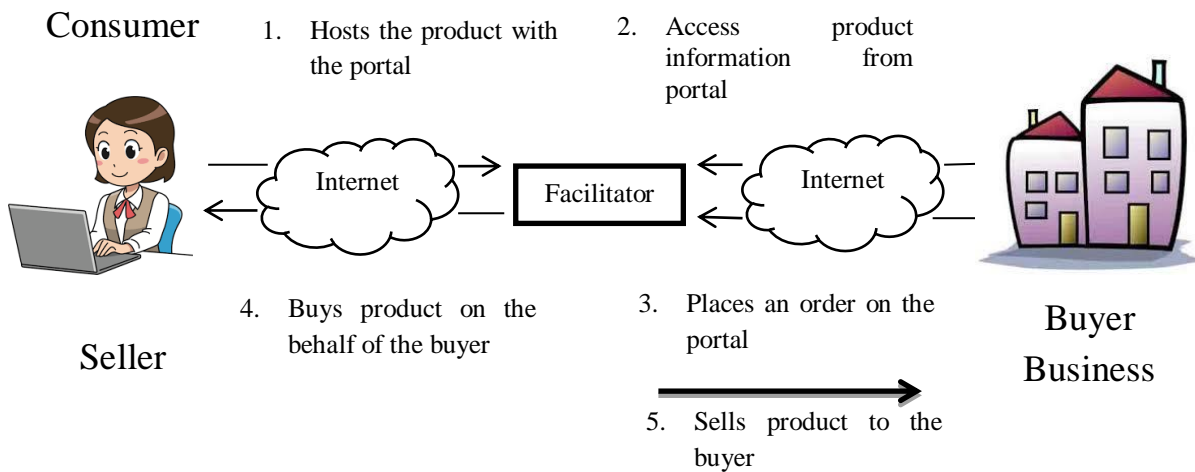 Consumer
1. Hosts the product with
the portal
2. Access product
information from
portal
Internet
Facilitator
Internet
4. Buys product on the
behalf of the buyer
3. Places an order on the
portal
Seller
Buyer
Business
5. Sells product to the
buyer